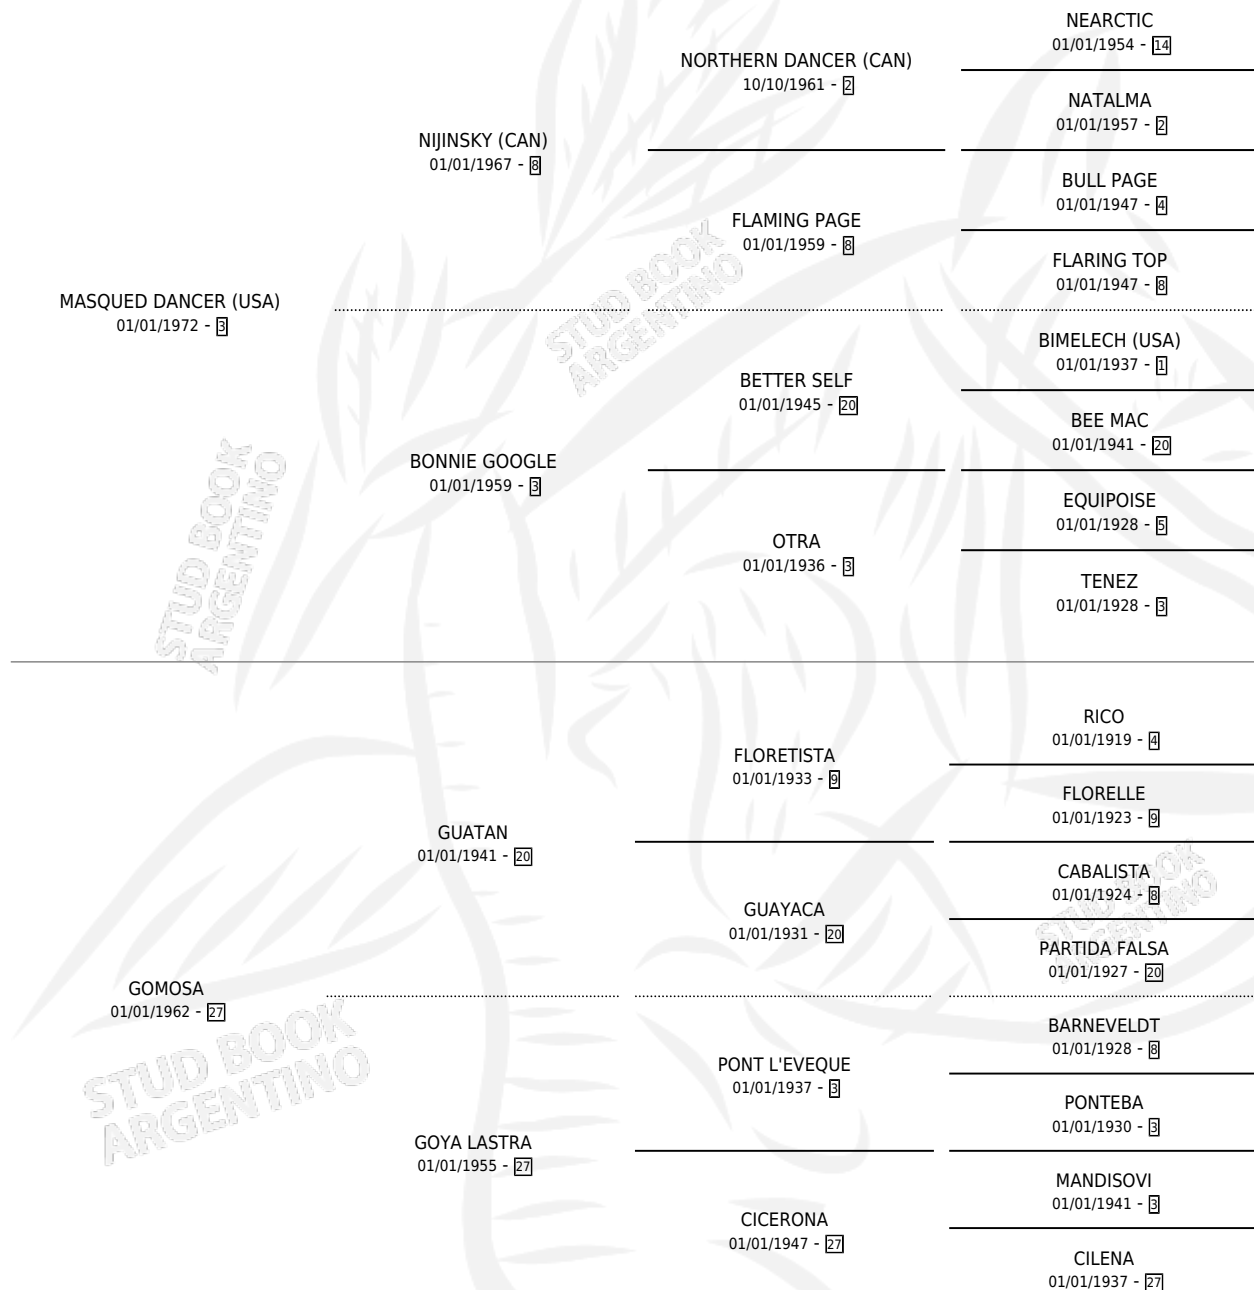 NEARCTIC
01/01/1954 - 14
NORTHERN DANCER (CAN)
10/10/1961 - 2
NATALMA
01/01/1957 - 2
NIJINSKY (CAN)
01/01/1967 - 8
BULL PAGE
01/01/1947 - 4
FLAMING PAGE
01/01/1959 - 8
FLARING TOP
01/01/1947 - 8
MASQUED DANCER (USA)
01/01/1972 - 3
BIMELECH (USA)
01/01/1937 - 1
BETTER SELF
01/01/1945 - 20
BEE MAC
01/01/1941 - 20
BONNIE GOOGLE
01/01/1959 - 3
EQUIPOISE
01/01/1928 - 5
OTRA
01/01/1936 - 3
TENEZ
01/01/1928 - 3
RICO
01/01/1919 - 4
FLORETISTA
01/01/1933 - 9
FLORELLE
01/01/1923 - 9
GUATAN
01/01/1941 - 20
CABALISTA
01/01/1924 - 8
GUAYACA
01/01/1931 - 20
PARTIDA FALSA
01/01/1927 - 20
GOMOSA
01/01/1962 - 27
BARNEVELDT
01/01/1928 - 8
PONT L'EVEQUE
01/01/1937 - 3
PONTEBA
01/01/1930 - 3
GOYA LASTRA
01/01/1955 - 27
MANDISOVI
01/01/1941 - 3
CICERONA
01/01/1947 - 27
CILENA
01/01/1937 - 27
STUD BOOK
ARGENTINO
STUD BOOK
ARGENTINO
STUD BOOK
ARGENTINO
STUD BOOK
ARGENTINO